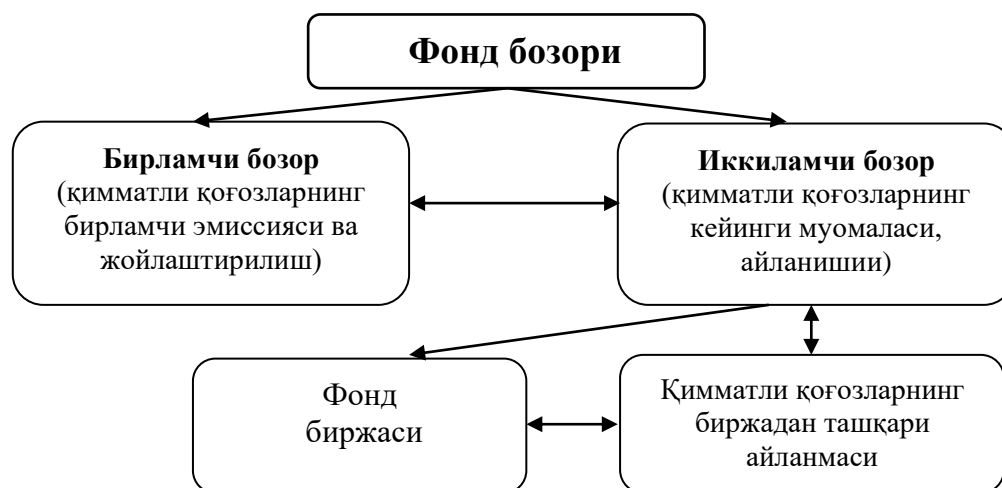 Фонд бозори
Бирламчи бозор
(қимматли қоғозларнинг
бирламчи эмиссияси ва
жойлаштирилиш)
Иккиламчи бозор
(қимматли қоғозларнинг
кейинги муомаласи,
айланишии)
Фонд
биржаси
Қимматли қоғозларнинг
биржадан ташқари
айланмаси